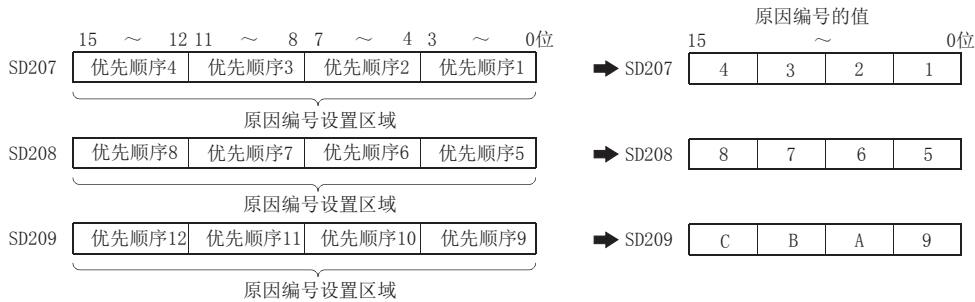 原因编号的值
15 ～ 12 11 ～ 8 7 ～ 4 3 ～ 0位 15 ～ 0位
SD207 优先顺序4 优先顺序3 优先顺序2 优先顺序1 ➡ SD207 4 3 2 1
原因编号设置区域
SD208 优先顺序8 优先顺序7 优先顺序6 优先顺序5 ➡ SD208 8 7 6 5
原因编号设置区域
SD209 优先顺序12 优先顺序11 优先顺序10 优先顺序9 ➡ SD209 C B A 9
原因编号设置区域